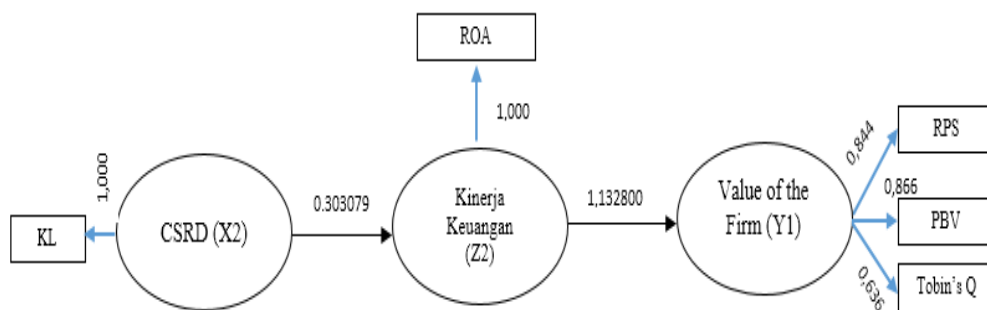 ROA
1,000
RPS
0,844
1,000
0,866
Value of the
Firm (Y1)
Kinerja
Keuangan
(Z2)
0.303079
1,132800
CSRD (X2)
KL
PBV
0,636
Tobin's Q